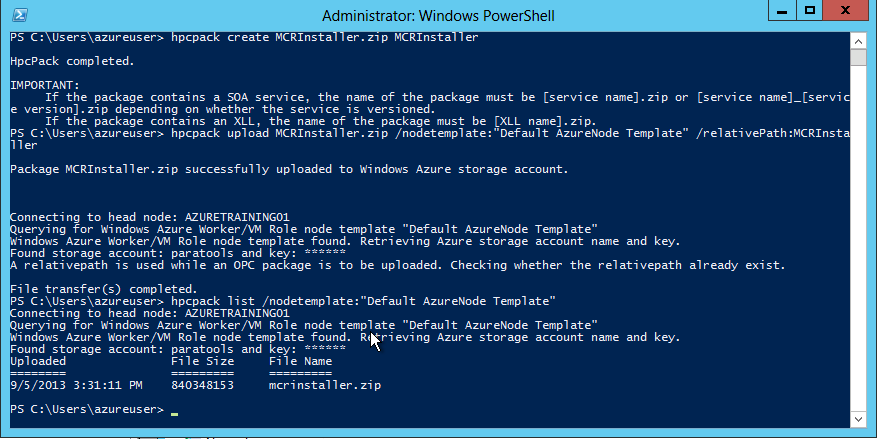 Administrator: Windows PowerShell
PS C:\Users\azureuser> hpcpack create MCRInstaller.zip MCRInstaller
HpcPack completed.
IMPORTANT:
If the package contains a SOA service, the name of the package must be [service name].zip or [service name]_[servic
e version].zip depending on whether the service is versioned.
If the package contains an XLL, the name of the package must be [XLL name].zip.
PS C:\Users\azureuser> hpcpack upload MCRInstaller.zip /nodetemplate:"Default AzureNode Template" /relativePath:MCRInsta
ller
Package MCRInstaller.zip successfully uploaded to Windows Azure storage account.
Connecting to head node: AZURETRAINING01
Querying for Windows Azure Worker/VM Role node template "Default AzureNode Template"
Windows Azure Worker/VM Role node template found. Retrieving Azure storage account name and key.
Found storage account: paratools and key: ******
A relativepath is used while an OPC package is to be uploaded. Checking whether the relativepath already exist.
File transfer(s) completed.
PS C:\Users\azureuser> hpcpack list /nodetemplate:"Default AzureNode Template"
Connecting to head node: AZURETRAINING01
Querying for Windows Azure Worker/VM Role node template "Default AzureNode Template"
Windows Azure Worker/VM Role node template found. Retrieving Azure storage account name and key.
Found storage account: paratools and key: ******
Uploaded File Size File Name
======== ========= =========
9/5/2013 3:31:11 PM 840348153 mcrinstaller.zip
PS C:\Users\azureuser> _